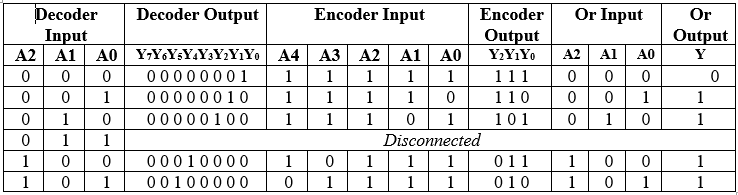 Decoder Input Decoder Output Encoder Input Encoder Output Or Input Or Output
A2 A1 A0 Y₇Y₆Y₅Y₄Y₃Y₂Y₁Y₀ A4 A3 A2 A1 A0 Y₂Y₁Y₀ A2 A1 A0 Y
0 0 0 0 0 0 0 0 0 0 1 1 1 1 1 1 1 1 1 0 0 0 0
0 0 1 0 0 0 0 0 0 1 0 1 1 1 1 0 1 1 0 0 0 1 1
0 1 0 0 0 0 0 0 1 0 0 1 1 1 0 1 1 0 1 0 1 0 1
0 1 1 Disconnected
1 0 0 0 0 0 1 0 0 0 0 1 0 1 1 1 0 1 1 1 0 0 1
1 0 1 0 0 1 0 0 0 0 0 0 1 1 1 1 0 1 0 1 0 1 1